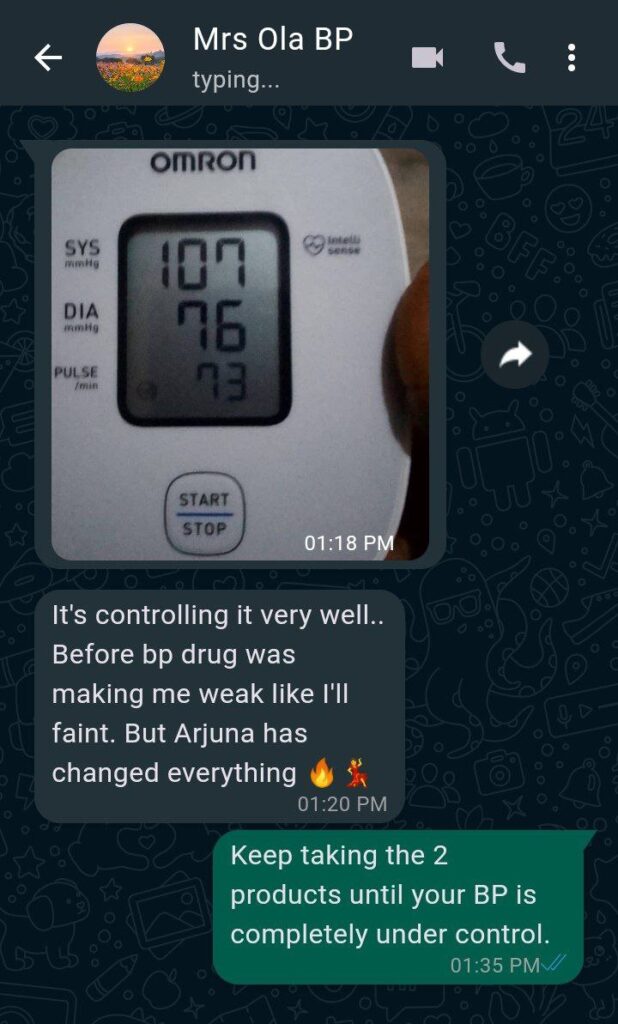 Mrs Ola BP
typing...
OMRON
SYS
mmHg
107
Intelli
sense
DIA
mmHg
76
PULSE
/min
73
START
STOP
01:18 PM
It's controlling it very well..
Before bp drug was
making me weak like I'll
faint. But Arjuna has
changed everything 🔥 💃
01:20 PM
Keep taking the 2
products until your BP is
completely under control.
01:35 PM